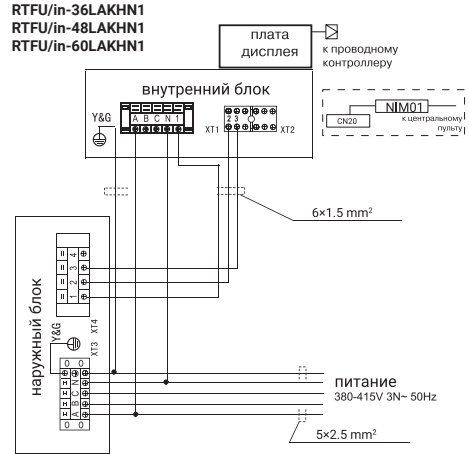 RTFU/in-36LAKHN1
RTFU/in-48LAKHN1
RTFU/in-60LAKHN1
плата
дисплея
к проводному
контроллеру
внутренний блок
Y&G
A B C N 1
2 3
XT1
XT2
NIM01
CN20
к центральному
пульту
6×1.5 mm²
наружный блок
4
3
2
1
Y&G
XT4
XT3
N
C
B
A
питание
380-415V 3N~ 50Hz
5×2.5 mm²